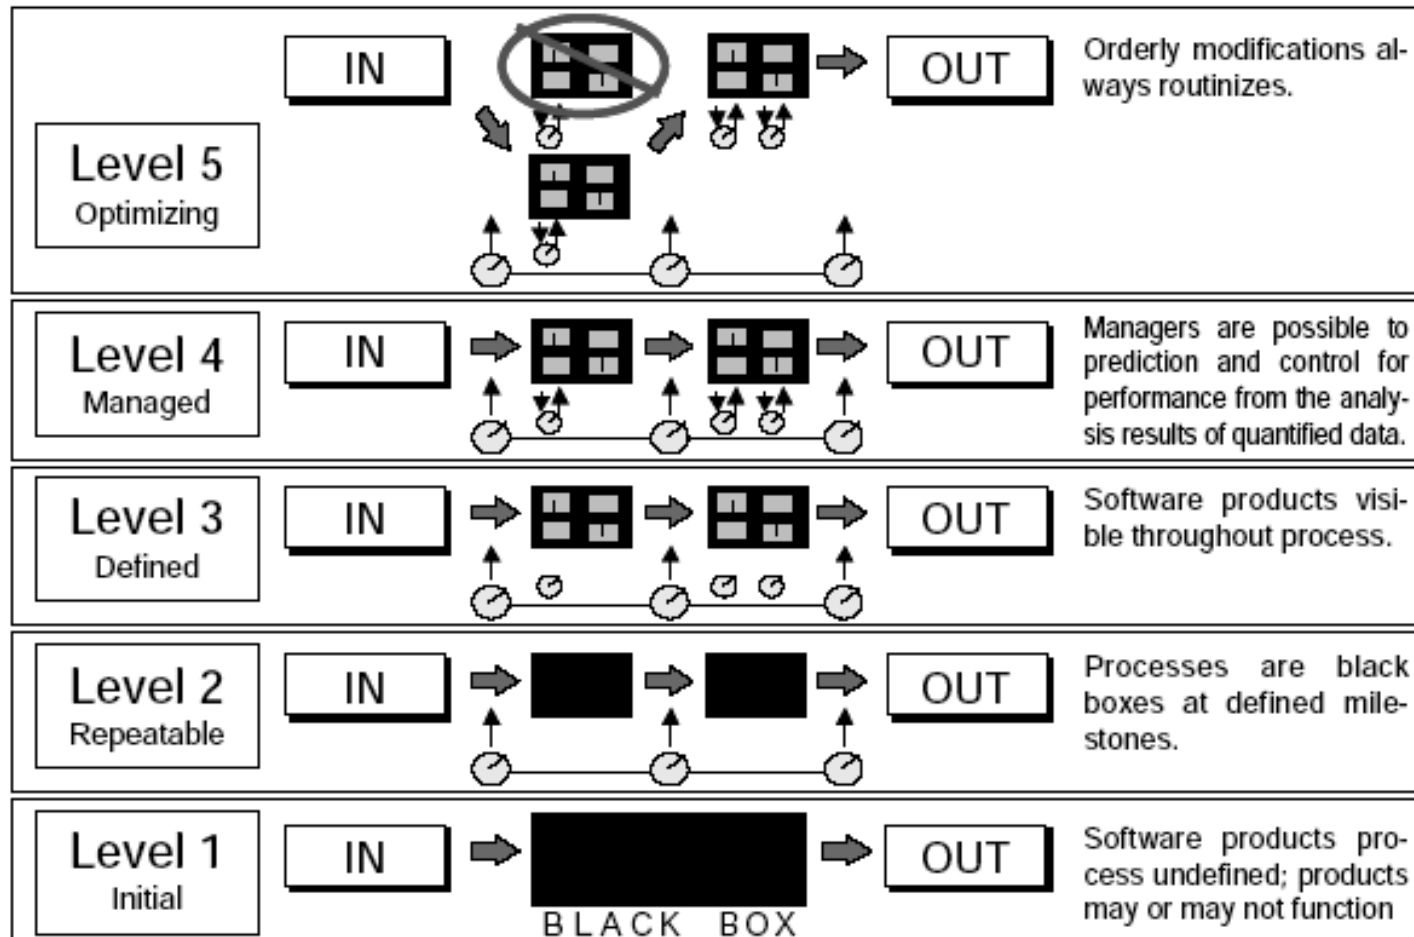 IN
OUT
Orderly modifications al-
ways routinizes.
Level 5
Optimizing
Level 4
Managed
IN
OUT
Managers are possible to
prediction and control for
performance from the analy-
sis results of quantified data.
Level 3
Defined
IN
OUT
Software products visi-
ble throughout process.
Level 2
Repeatable
IN
OUT
Processes are black
boxes at defined mile-
stones.
Level 1
Initial
IN
BLACK BOX
OUT
Software products pro-
cess undefined; products
may or may not function